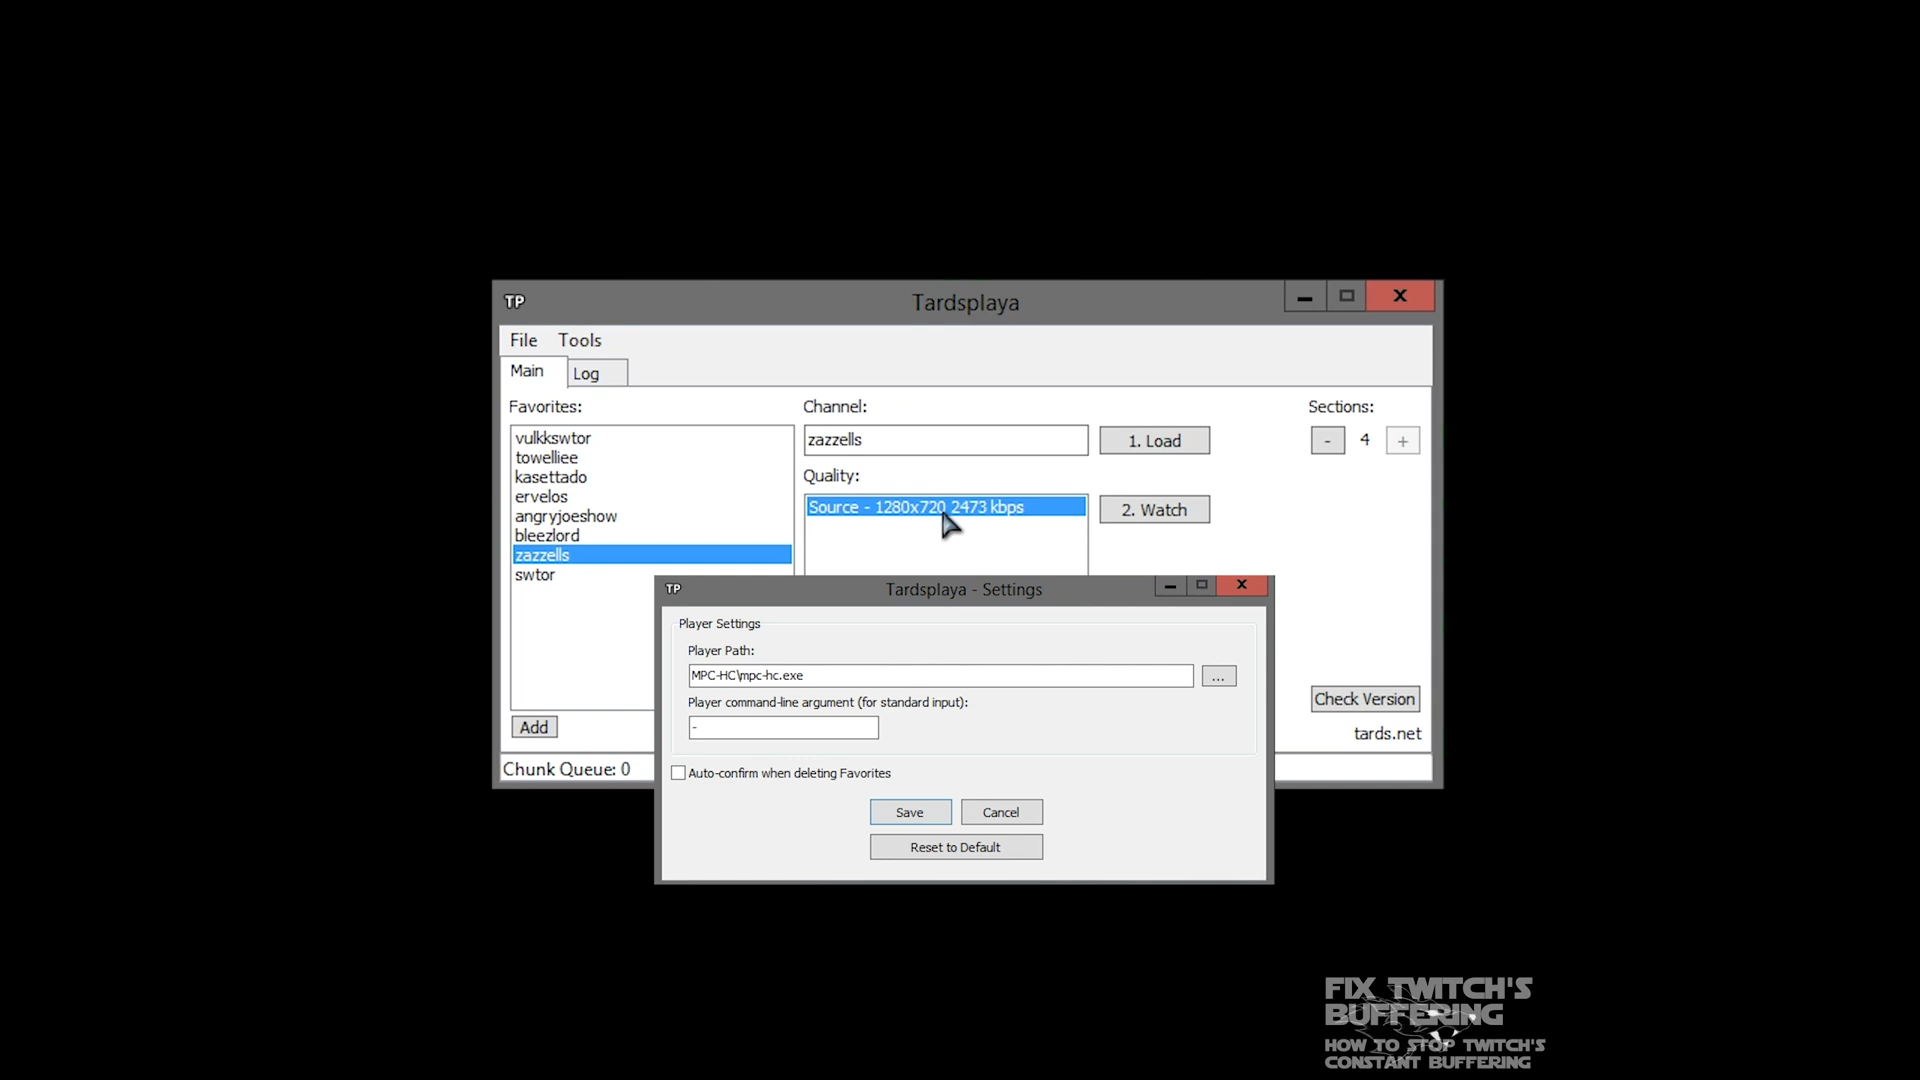 TP Tardsplaya
File Tools
Main Log
Favorites:
vulkkswtor
towelliee
kasettado
ervelos
angryjoeshow
bleezlord
zazzells
swtor
Add
Channel:
zazzells
1. Load
Quality:
Source - 1280x720 2473 kbps
2. Watch
Sections:
- 4 +
Check Version
tards.net
Chunk Queue: 0
TP Tardsplaya - Settings
Player Settings
Player Path:
MPC-HC\mpc-hc.exe
...
Player command-line argument (for standard input):
-
Auto-confirm when deleting Favorites
Save Cancel
Reset to Default
FIX TWITCH'S
BUFFERING
HOW TO STOP TWITCH'S
CONSTANT BUFFERING